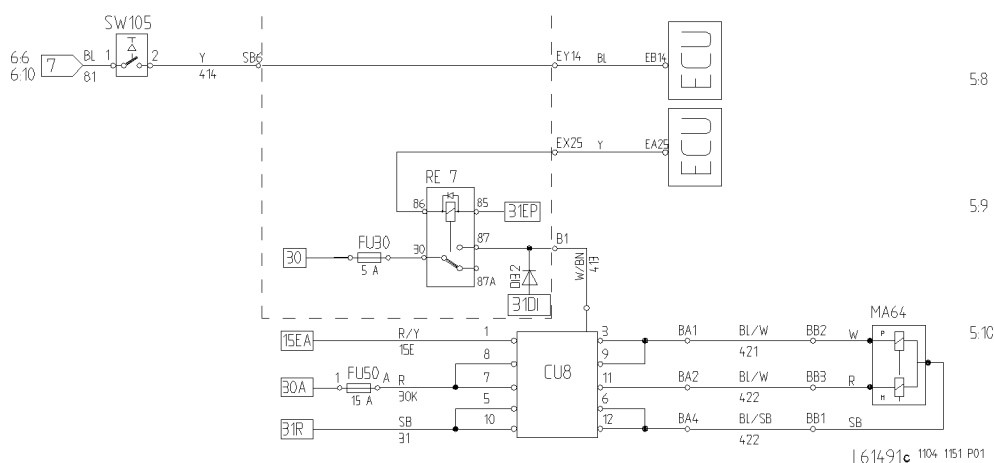 SW105
6:6
6:10
7
BL
81
1
2
Y
414
SB6
EY14
BL
EB14
ECU
5:8
EX25
Y
EA25
ECU
RE 7
86
85
31EP
5:9
30
FU30
5 A
30
87
87A
B1
W/BN
413
DI32
31DI
15EA
R/Y
15E
1
3
BA1
BL/W
421
BB2
W
MA64
P
5:10
8
9
30A
1
FU50
A
15 A
R
30K
7
CU8
11
BA2
BL/W
422
BB3
R
H
5
6
31R
SB
31
10
12
BA4
BL/SB
422
BB1
SB
L61491c 1104 1151 P01